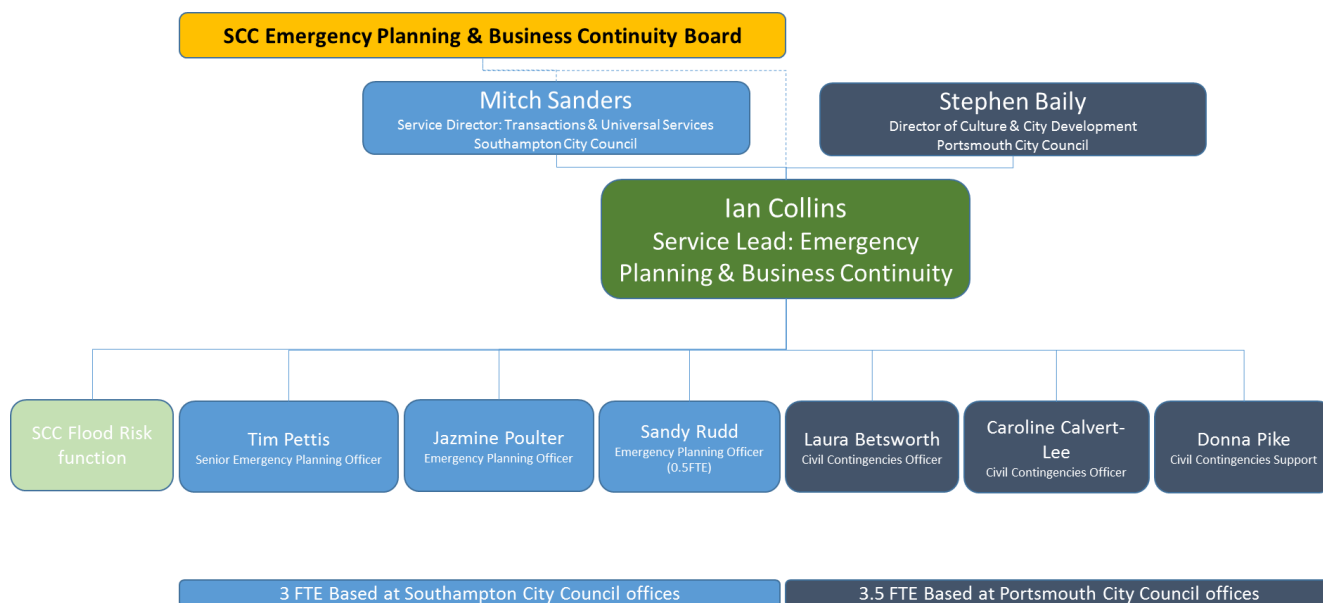 SCC Emergency Planning & Business Continuity Board
Mitch Sanders
Service Director: Transactions & Universal Services
Southampton City Council
Stephen Baily
Director of Culture & City Development
Portsmouth City Council
Ian Collins
Service Lead: Emergency
Planning & Business Continuity
SCC Flood Risk
function
Tim Pettis
Senior Emergency Planning Officer
Jazmine Poulter
Emergency Planning Officer
Sandy Rudd
Emergency Planning Officer
(0.5FTE)
Laura Betsworth
Civil Contingencies Officer
Caroline Calvert-
Lee
Civil Contingencies Officer
Donna Pike
Civil Contingencies Support
3 FTE Based at Southampton City Council offices
3.5 FTE Based at Portsmouth City Council offices